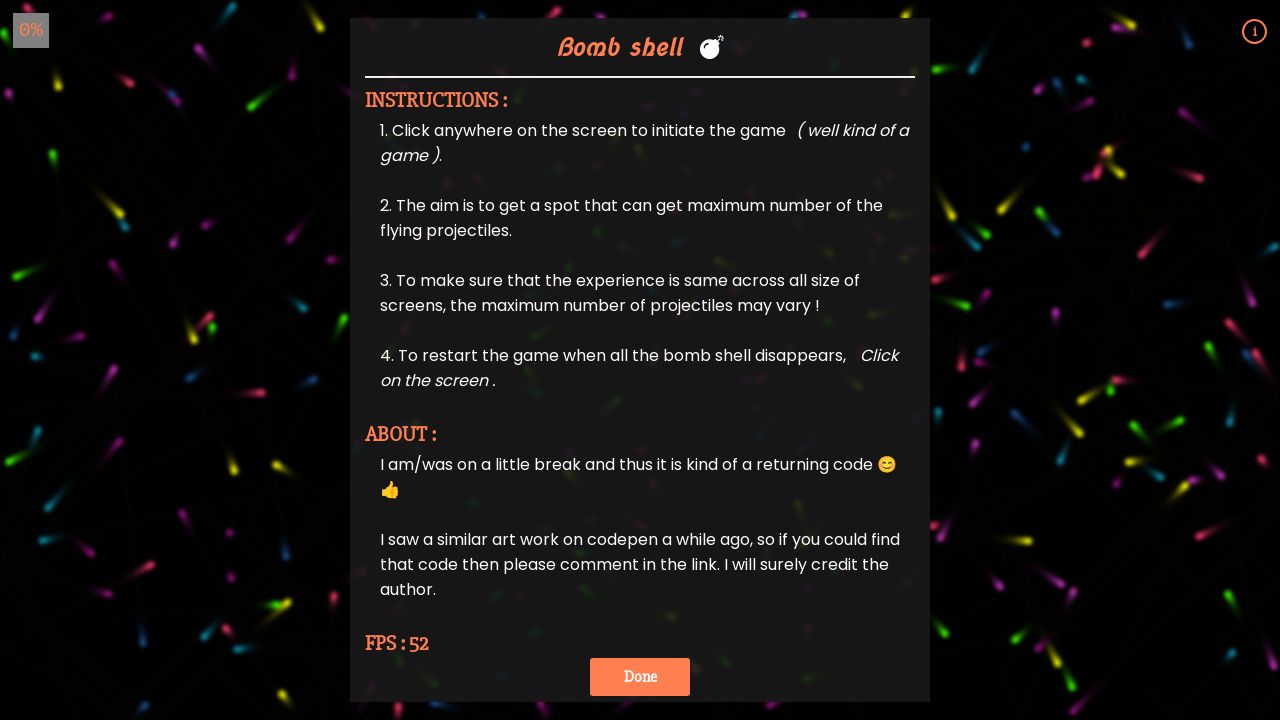 0%
Bomb shell 💣
i
INSTRUCTIONS :
1. Click anywhere on the screen to initiate the game ( well kind of a
game ).
2. The aim is to get a spot that can get maximum number of the
flying projectiles.
3. To make sure that the experience is same across all size of
screens, the maximum number of projectiles may vary !
4. To restart the game when all the bomb shell disappears, Click
on the screen .
ABOUT :
I am/was on a little break and thus it is kind of a returning code 😊
👍
I saw a similar art work on codepen a while ago, so if you could find
that code then please comment in the link. I will surely credit the
author.
FPS : 52
Done